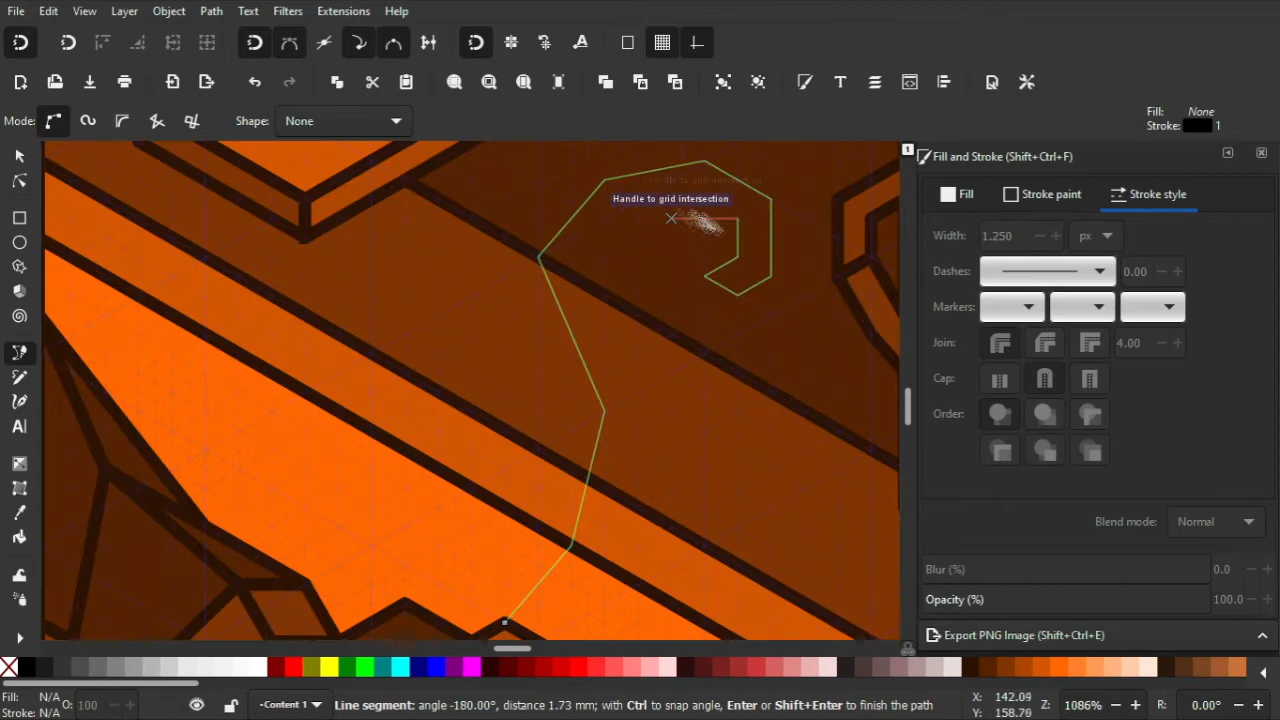 File Edit View Layer Object Path Text Filters Extensions Help
Mode: Shape: None
Fill: None
Stroke: 1
1
Fill and Stroke (Shift+Ctrl+F)
Fill Stroke paint Stroke style
Width: 1.250 px
Dashes: 0.00
Markers:
Join: 4.00
Cap:
Order:
Handle to grid intersection
Blend mode: Normal
Blur (%) 0.0
Opacity (%) 100.0
Export PNG Image (Shift+Ctrl+E)
Fill: N/A O: 100
Stroke: N/A
Content 1
Line segment: angle -180.00°, distance 1.73 mm; with Ctrl to snap angle, Enter or Shift+Enter to finish the path
X: 142.09
Y: 158.76
Z: 1086% R: 0.00°